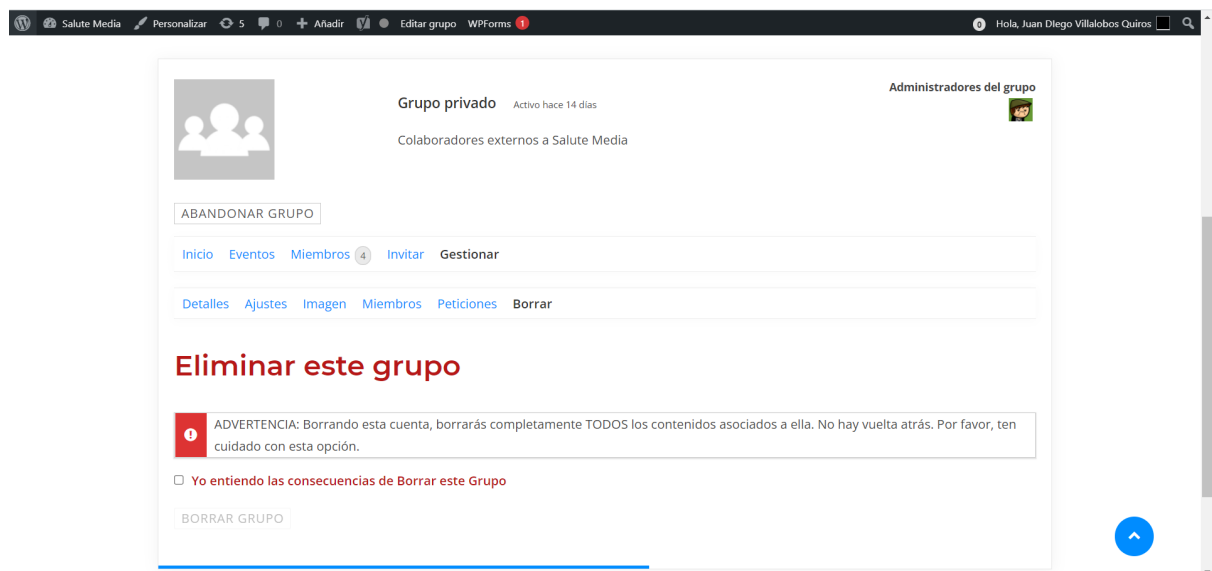 Salute Media Personalizar 5 0 Añadir Editar grupo WPForms 1 0 Hola, Juan DIego Villalobos Quiros
Grupo privado Activo hace 14 días
Administradores del grupo
Colaboradores externos a Salute Media
ABANDONAR GRUPO
Inicio Eventos Miembros 4 Invitar Gestionar
Detalles Ajustes Imagen Miembros Peticiones Borrar
Eliminar este grupo
ADVERTENCIA: Borrando esta cuenta, borrarás completamente TODOS los contenidos asociados a ella. No hay vuelta atrás. Por favor, ten
cuidado con esta opción.
Yo entiendo las consecuencias de Borrar este Grupo
BORRAR GRUPO